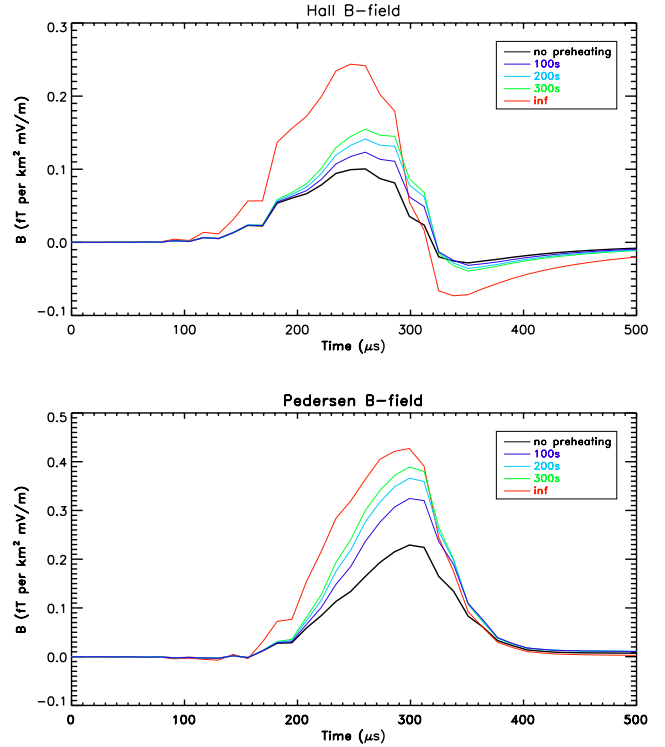 Hall B-field
0.3
0.2
0.1
0.0
-0.1
B (fT per km² mV/m)
no preheating
100s
200s
300s
inf
0 100 200 300 400 500
Time (μs)
Pedersen B-field
0.5
0.4
0.3
0.2
0.1
0.0
-0.1
B (fT per km² mV/m)
no preheating
100s
200s
300s
inf
0 100 200 300 400 500
Time (μs)